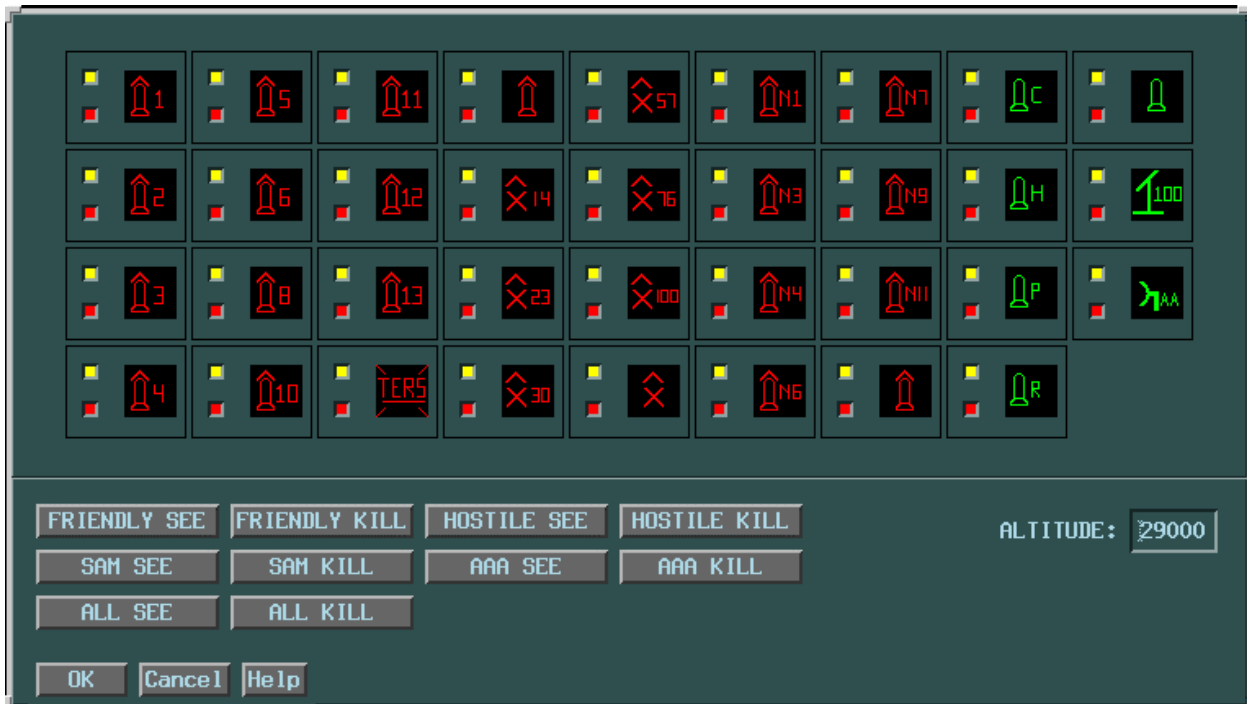 1 5 11 57 N1 N7 C
2 6 12 14 76 N3 N9 H 100
3 8 13 23 100 N4 N11 P AA
4 10 TERS 30 N6 R
FRIENDLY SEE FRIENDLY KILL HOSTILE SEE HOSTILE KILL
ALTITUDE: 29000
SAM SEE SAM KILL AAA SEE AAA KILL
ALL SEE ALL KILL
OK Cancel Help